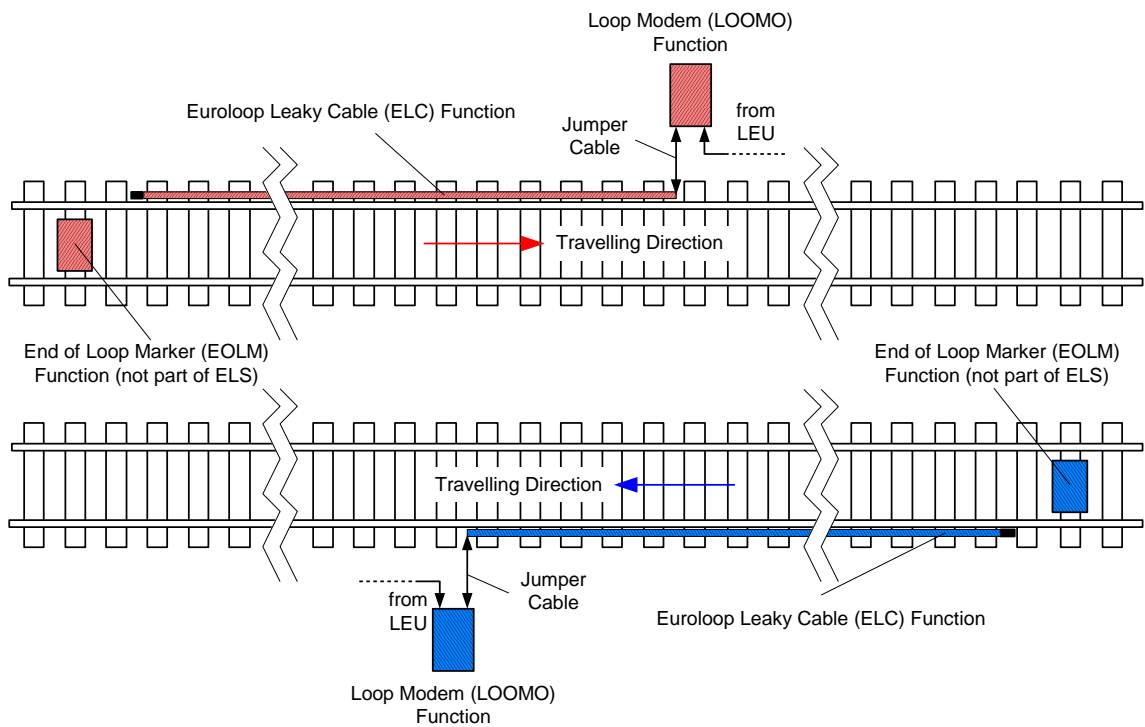 Loop Modem (LOOMO)
Function
Euroloop Leaky Cable (ELC) Function
Jumper
Cable
from
LEU
Travelling Direction
End of Loop Marker (EOLM)
Function (not part of ELS)
End of Loop Marker (EOLM)
Function (not part of ELS)
Travelling Direction
from
LEU
Jumper
Cable
Euroloop Leaky Cable (ELC) Function
Loop Modem (LOOMO)
Function